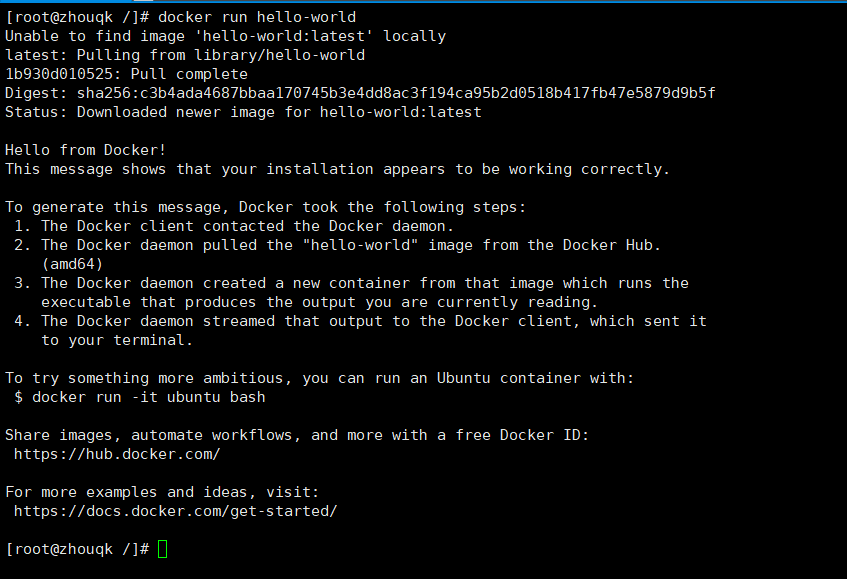 [root@zhouqk /]# docker run hello-world
Unable to find image 'hello-world:latest' locally
latest: Pulling from library/hello-world
1b930d010525: Pull complete
Digest: sha256:c3b4ada4687bbaa170745b3e4dd8ac3f194ca95b2d0518b417fb47e5879d9b5f
Status: Downloaded newer image for hello-world:latest

Hello from Docker!
This message shows that your installation appears to be working correctly.

To generate this message, Docker took the following steps:
 1. The Docker client contacted the Docker daemon.
 2. The Docker daemon pulled the "hello-world" image from the Docker Hub.
    (amd64)
 3. The Docker daemon created a new container from that image which runs the
    executable that produces the output you are currently reading.
 4. The Docker daemon streamed that output to the Docker client, which sent it
    to your terminal.

To try something more ambitious, you can run an Ubuntu container with:
 $ docker run -it ubuntu bash

Share images, automate workflows, and more with a free Docker ID:
 https://hub.docker.com/

For more examples and ideas, visit:
 https://docs.docker.com/get-started/

[root@zhouqk /]#